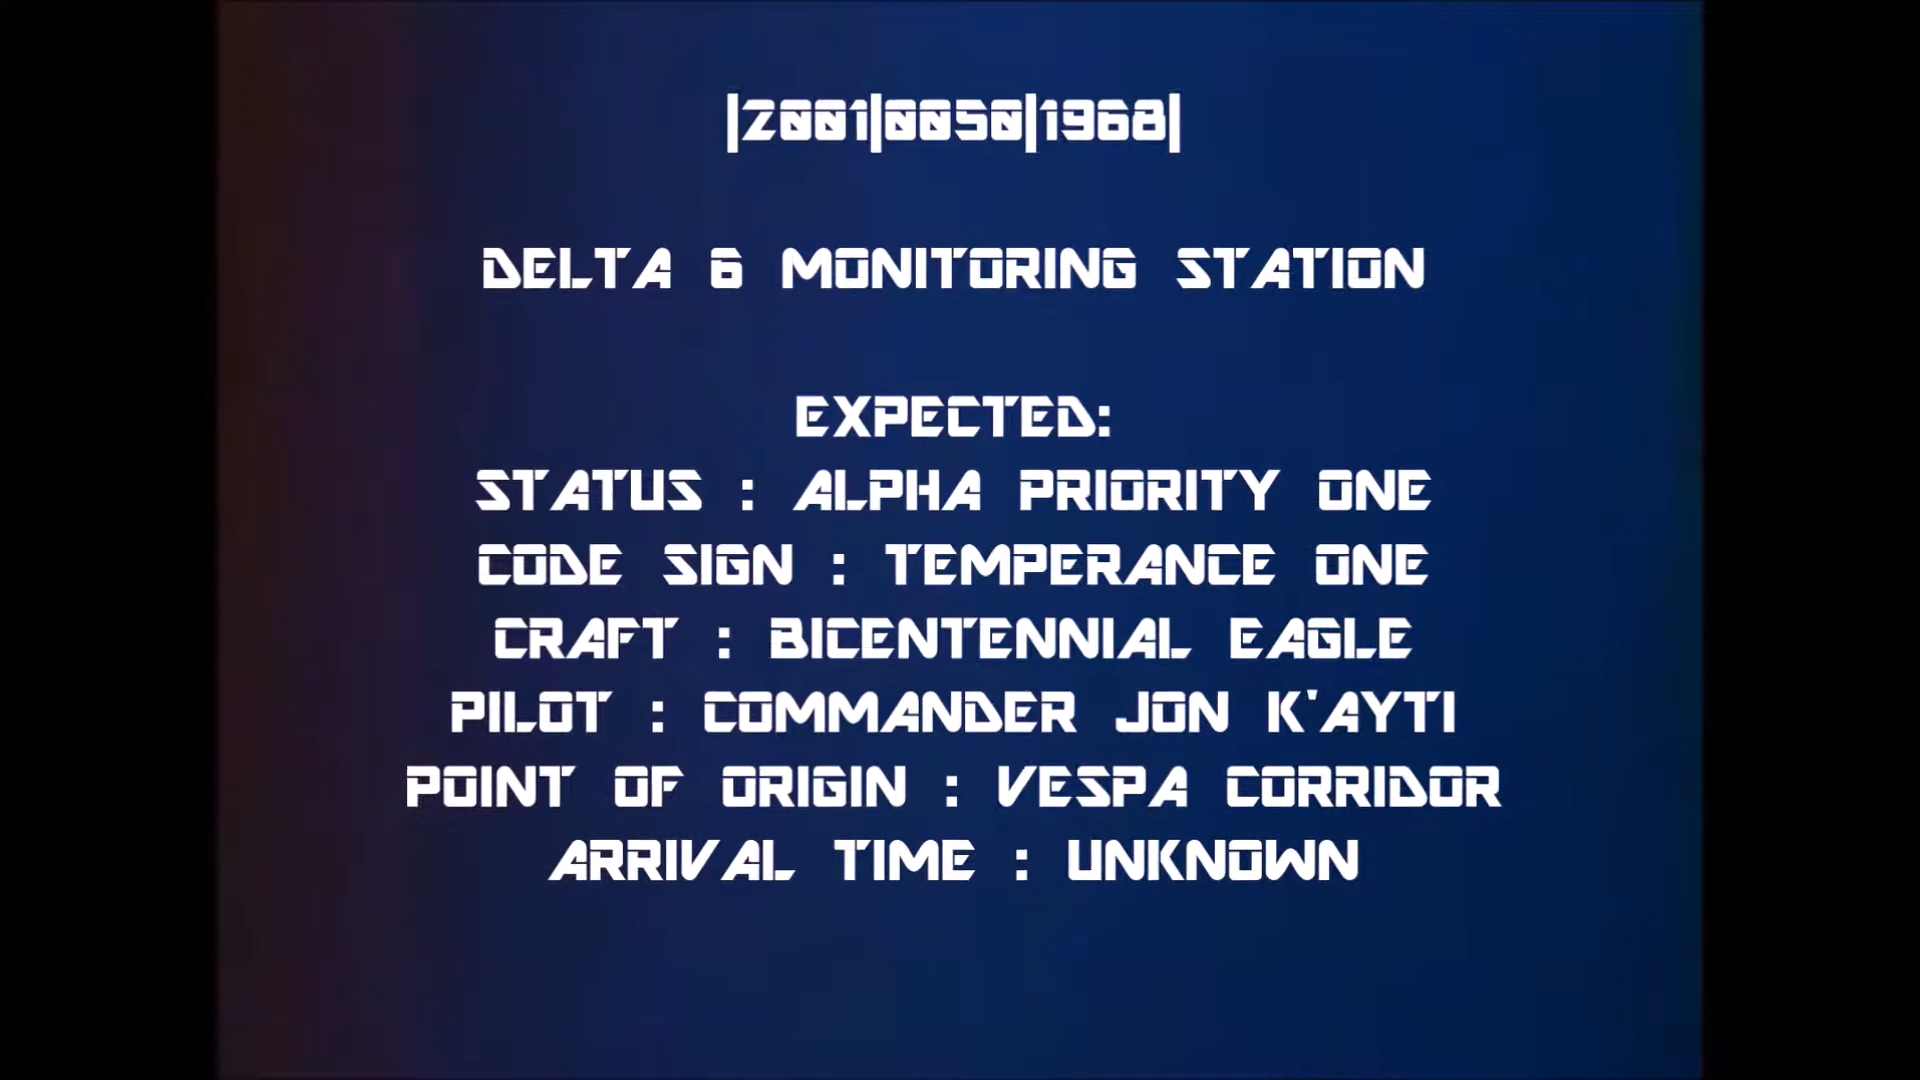 |2001|0050|1968|
DELTA 6 MONITORING STATION
EXPECTED:
STATUS : ALPHA PRIORITY ONE
CODE SIGN : TEMPERANCE ONE
CRAFT : BICENTENNIAL EAGLE
PILOT : COMMANDER JON K'AYTI
POINT OF ORIGIN : VESPA CORRIDOR
ARRIVAL TIME : UNKNOWN